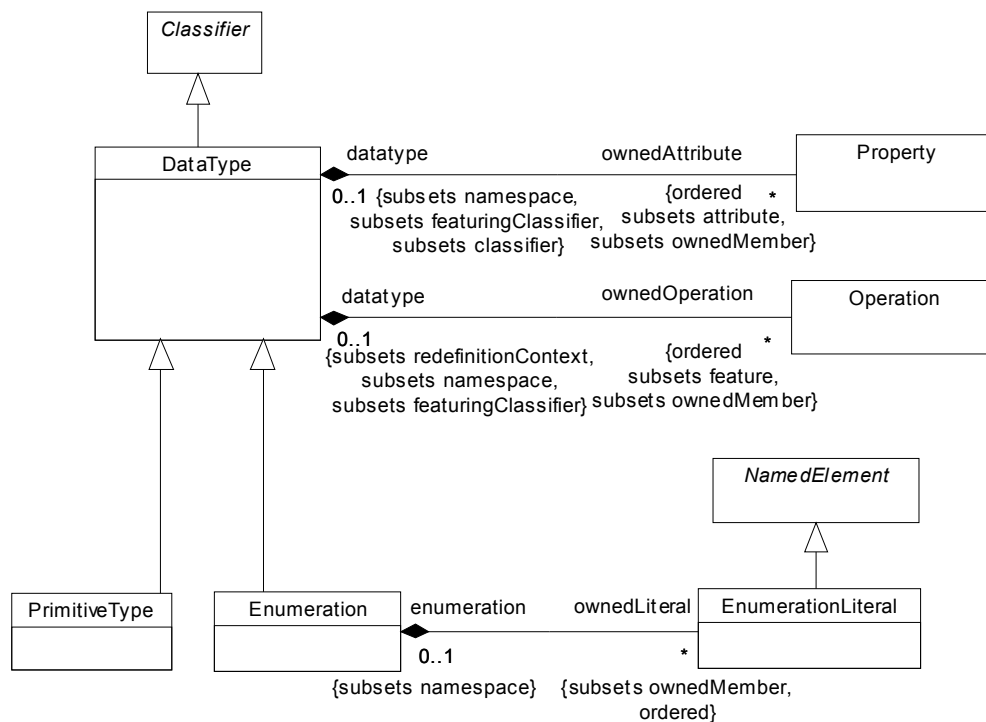 Classifier
DataType
datatype
ownedAttribute
Property
0..1 {subsets namespace,
subsets featuringClassifier,
subsets classifier}
{ordered *
subsets attribute,
subsets ownedMember}
datatype
ownedOperation
Operation
0..1
{subsets redefinitionContext,
subsets namespace,
subsets featuringClassifier}
*
{ordered
subsets feature,
subsets ownedMember}
NamedElement
PrimitiveType
Enumeration
enumeration
ownedLiteral
EnumerationLiteral
0..1
*
{subsets namespace}
{subsets ownedMember,
ordered}